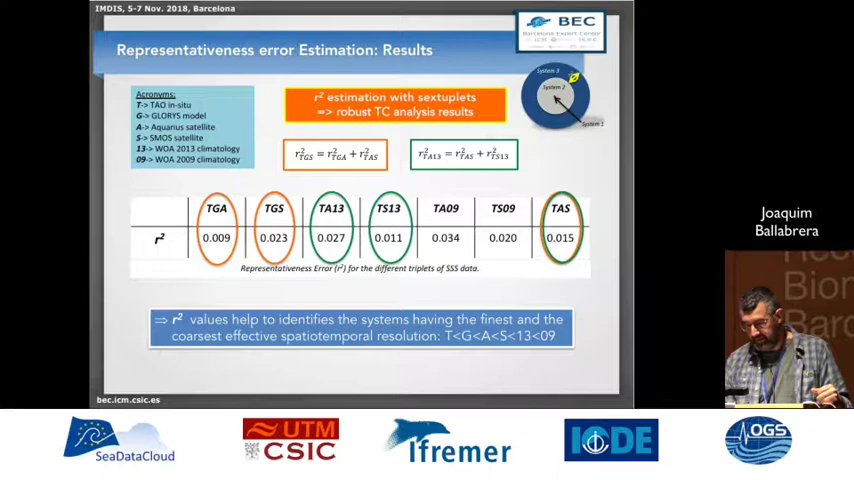 IMDIS, 5-7 Nov. 2018, Barcelona
BEC
Barcelona Expert Center
Representativeness error Estimation: Results
Acronyms:
T-> TAO in-situ
G-> GLORYS model
A-> Aquarius satellite
S-> SMOS satellite
13-> WOA 2013 climatology
09-> WOA 2009 climatology
r² estimation with sextuplets
=> robust TC analysis results
System 3
System 2
System 1
r²TGS = r²TGA + r²TAS
r²TA13 = r²TAS + r²TS13
TGA TGS TA13 TS13 TA09 TS09 TAS
r² 0.009 0.023 0.027 0.011 0.034 0.020 0.015
Representativeness Error (r²) for the different triplets of SSS data.
⇒ r² values help to identifies the systems having the finest and the
coarsest effective spatiotemporal resolution: T<G<A<S<13<09
bec.icm.csic.es
Joaquim
Ballabrera
Biom
Barc
SeaDataCloud
UTM
CSIC
Ifremer
IODE
OGS